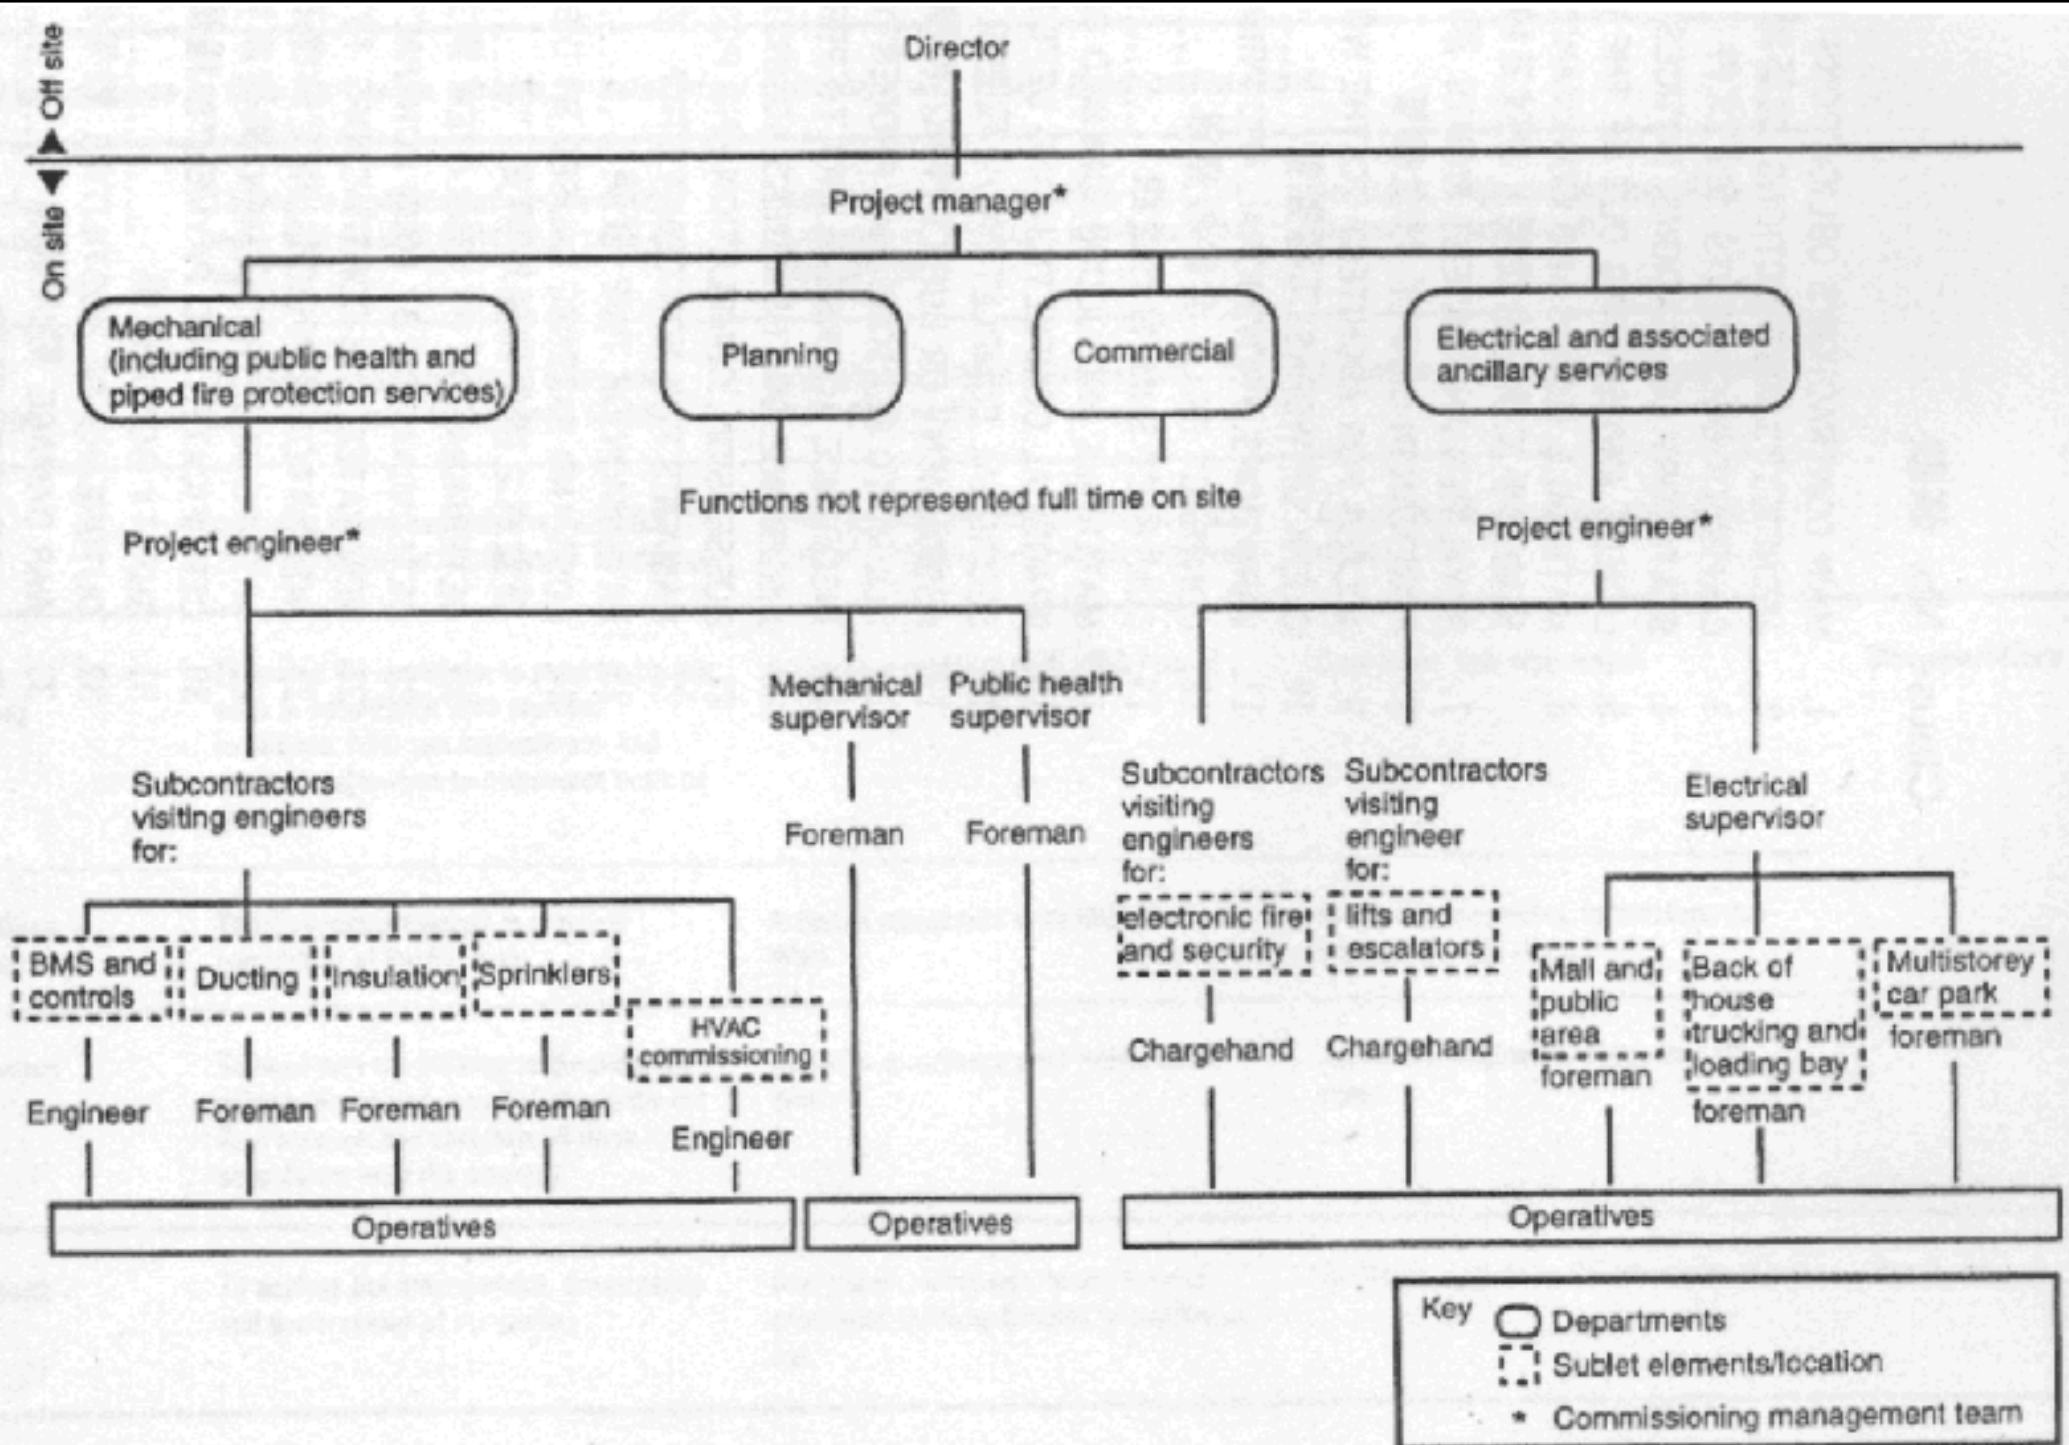 Off site
On site
Director
Project manager*
Mechanical
(including public health and
piped fire protection services)
Planning
Commercial
Electrical and associated
ancillary services
Functions not represented full time on site
Project engineer*
Project engineer*
Mechanical
supervisor
Public health
supervisor
Subcontractors
visiting engineers
for:
Foreman
Foreman
Subcontractors
visiting
engineers
for:
electronic fire
and security
Subcontractors
visiting
engineer
for:
lifts and
escalators
Electrical
supervisor
BMS and
controls
Ducting
Insulation
Sprinklers
HVAC
commissioning
Mall and
public
area
foreman
Back of
house
trucking and
loading bay
foreman
Multistorey
car park
foreman
Chargehand
Chargehand
Engineer
Foreman
Foreman
Foreman
Engineer
Operatives
Operatives
Operatives
Key
Departments
Sublet elements/location
* Commissioning management team